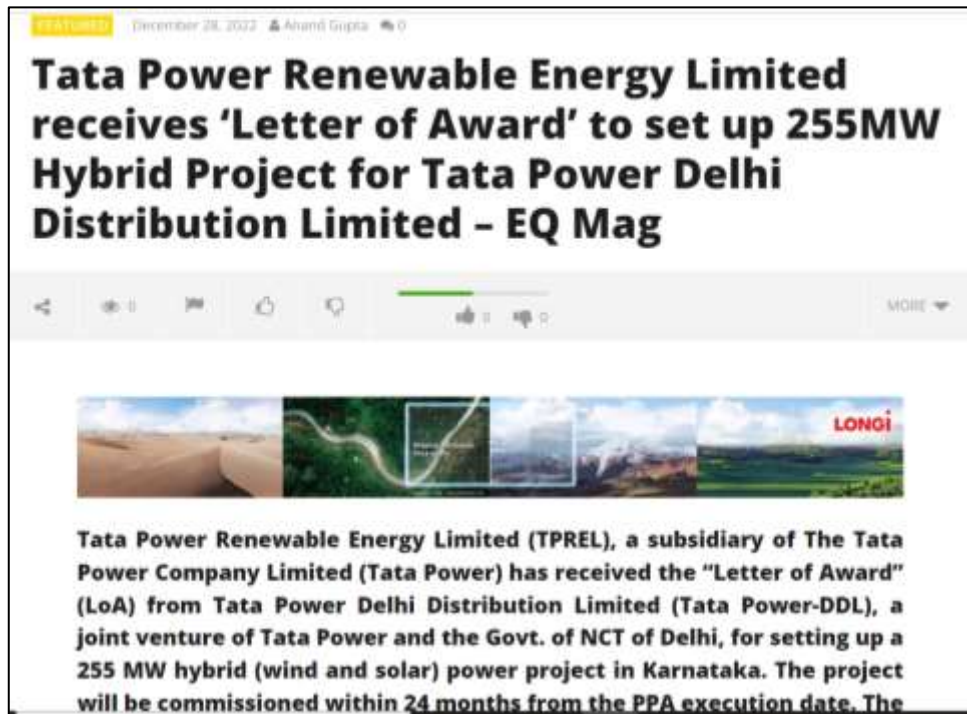 FEATURED December 28, 2022 Anand Gupta 0
Tata Power Renewable Energy Limited
receives ‘Letter of Award’ to set up 255MW
Hybrid Project for Tata Power Delhi
Distribution Limited – EQ Mag
0 0 0 MORE
LONGi
Tata Power Renewable Energy Limited (TPREL), a subsidiary of The Tata
Power Company Limited (Tata Power) has received the “Letter of Award”
(LoA) from Tata Power Delhi Distribution Limited (Tata Power-DDL), a
joint venture of Tata Power and the Govt. of NCT of Delhi, for setting up a
255 MW hybrid (wind and solar) power project in Karnataka. The project
will be commissioned within 24 months from the PPA execution date. The